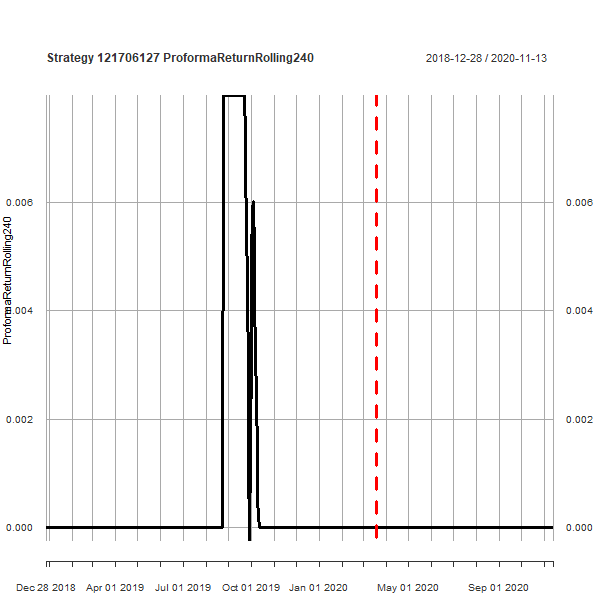 Strategy 121706127 ProformaReturnRolling240
2018-12-28 / 2020-11-13
ProformaReturnRolling240
0.006
0.004
0.002
0.000
0.006
0.004
0.002
0.000
Dec 28 2018
Apr 01 2019
Jul 01 2019
Oct 01 2019
Jan 01 2020
May 01 2020
Sep 01 2020